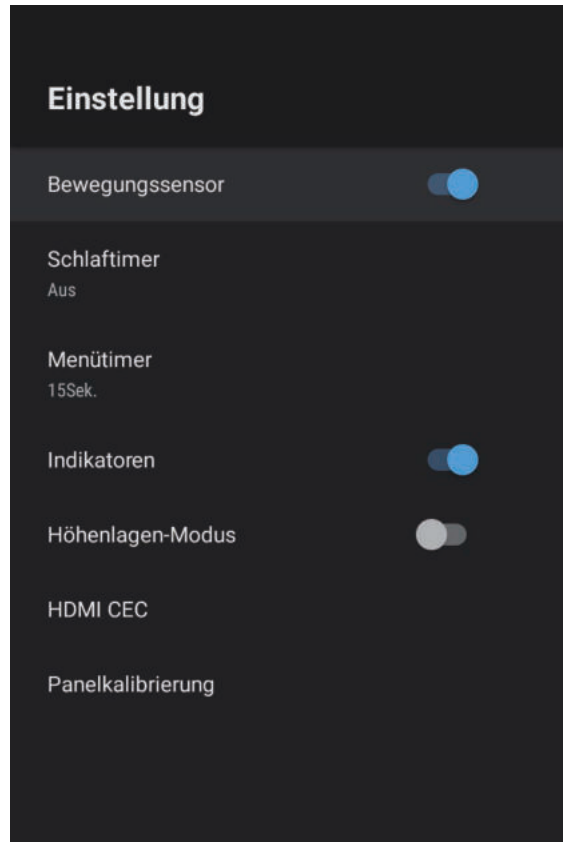 Einstellung
Bewegungssensor
Schlaftimer
Aus
Menütimer
15Sek.
Indikatoren
Höhenlagen-Modus
HDMI CEC
Panelkalibrierung